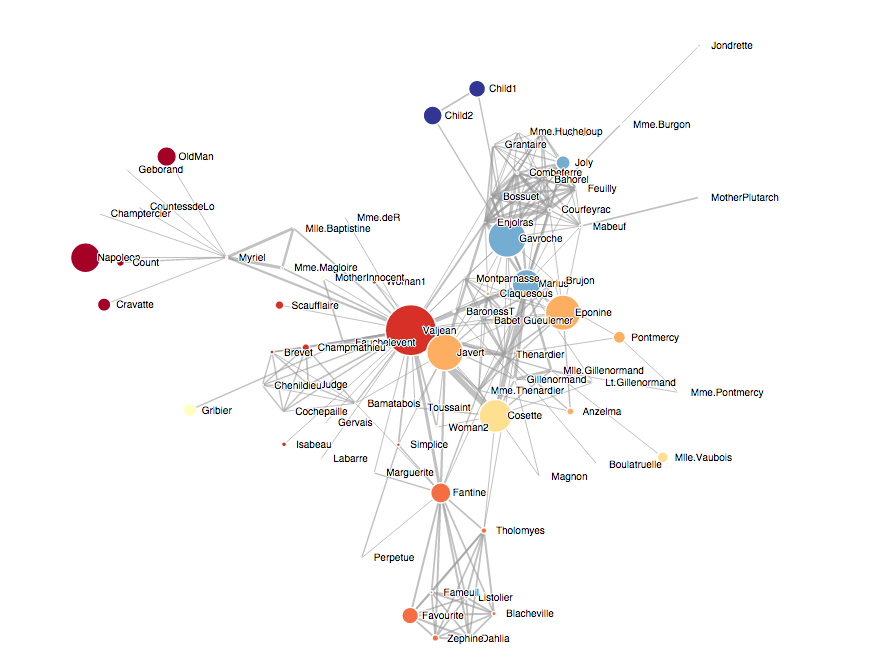 Jondrette
Child1
Child2
Mme.Burgon
Mme.Hucheloup
Grantaire
OldMan
Joly
Geborand
Combeferre
Bahorel
Feuilly
Bossuet
MotherPlutarch
CountessdeLo
Champtercier
Courfeyrac
Mme.deR
Enjolras
Mabeuf
Mlle.Baptistine
Gavroche
Napoleon
Count
Myriel
Mme.Magloire
MotherInnocent
Woman1
Montparnasse
Marius
Brujon
Claquesous
Cravatte
Scaufflaire
BaronessT
Eponine
Babet
Gueulemer
Valjean
Pontmercy
Fauchelevent
Champmathieu
Brevet
Javert
Thenardier
Mlle.Gillenormand
Gillenormand
Lt.Gillenormand
Chenildieu
Judge
Mme.Thenardier
Mme.Pontmercy
Bamatabois
Toussaint
Gribier
Cochepaille
Cosette
Anzelma
Gervais
Woman2
Isabeau
Simplice
Labarre
Mlle.Vaubois
Boulatruelle
Marguerite
Magnon
Fantine
Tholomyes
Perpetue
Fameuil
Listolier
Favourite
Blacheville
Zephine
Dahlia